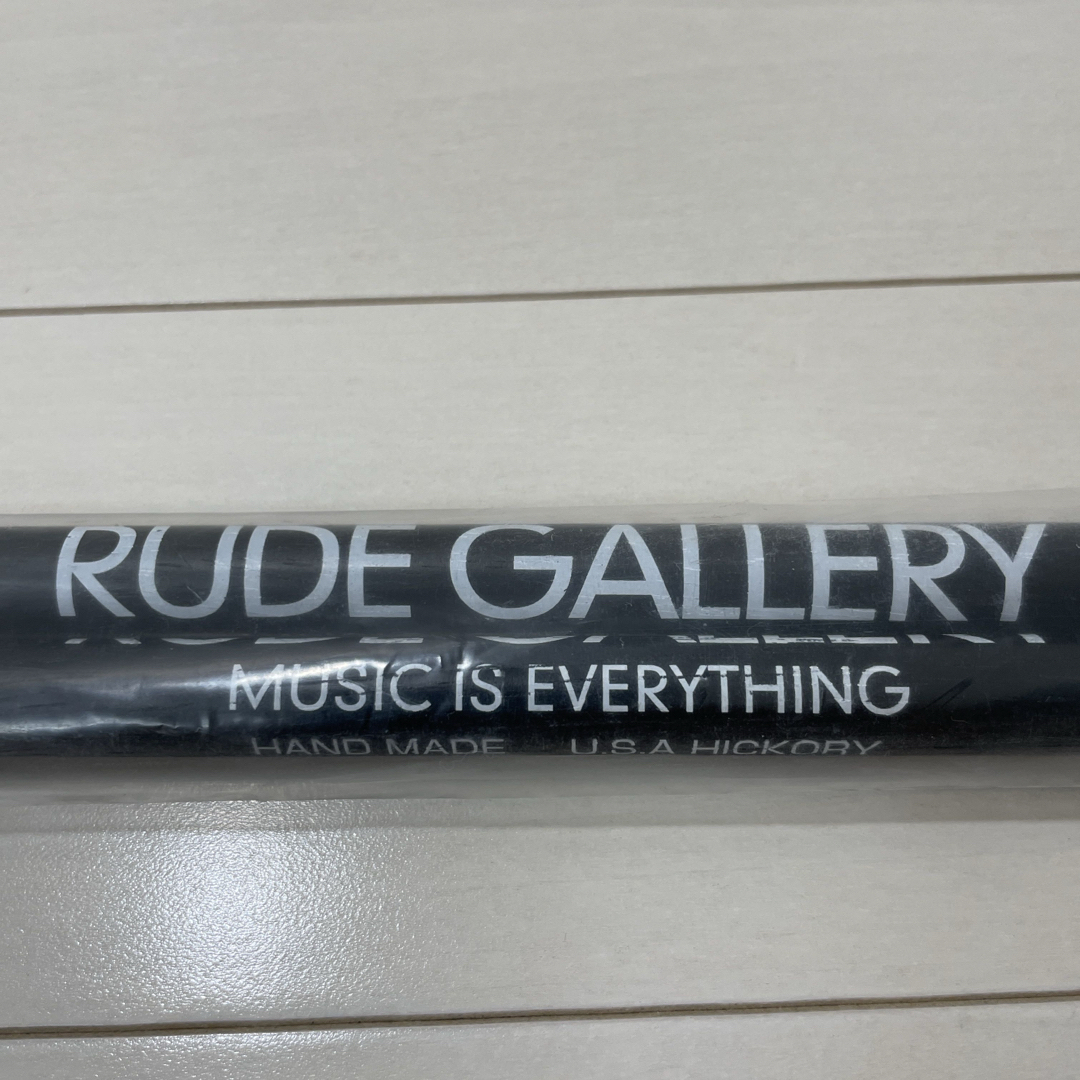 RUDE GALLERY
MUSIC iS EVERYTHING
HAND MADE U.S.A HICKORY